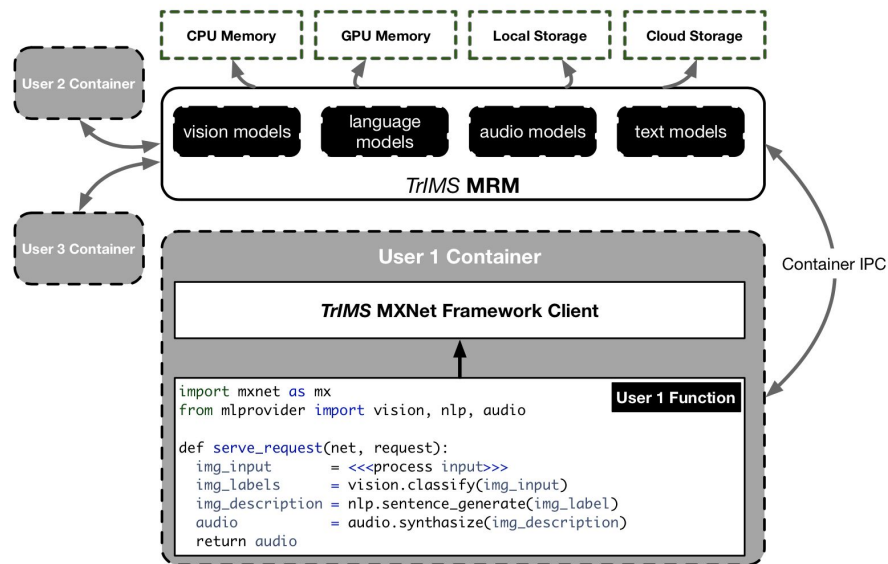 CPU Memory
GPU Memory
Local Storage
Cloud Storage
User 2 Container
vision models
language
models
audio models
text models
TrIMS MRM
User 3 Container
User 1 Container
Container IPC
TrIMS MXNet Framework Client
User 1 Function
import mxnet as mx
from mlprovider import vision, nlp, audio
def serve_request(net, request):
  img_input       = <<<process input>>>
  img_labels      = vision.classify(img_input)
  img_description = nlp.sentence_generate(img_label)
  audio           = audio.synthasize(img_description)
  return audio